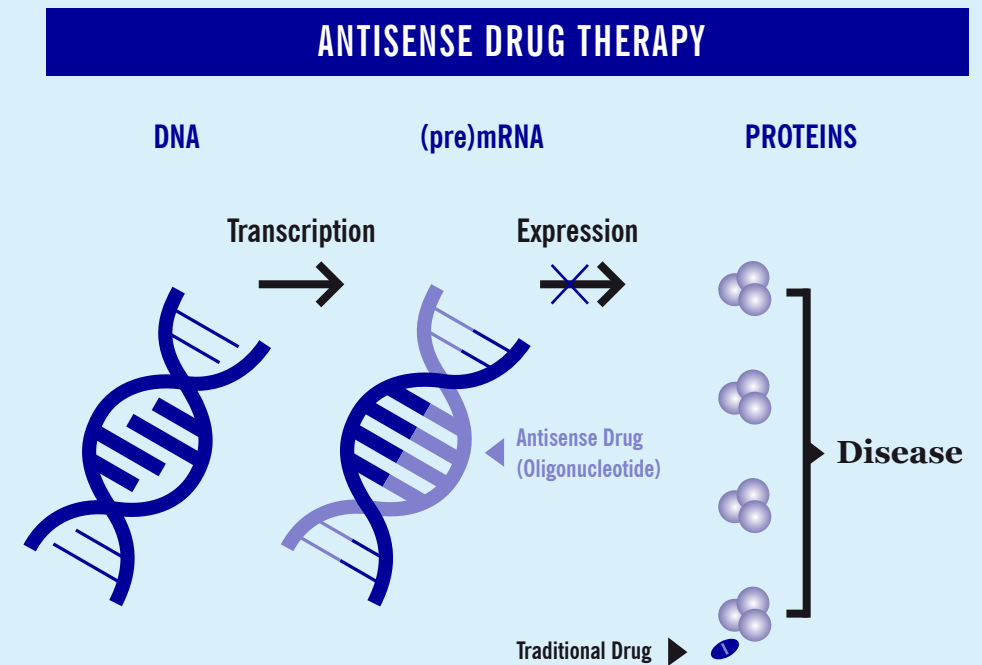 ANTISENSE DRUG THERAPY
DNA
(pre)mRNA
PROTEINS
Transcription
Expression
Antisense Drug
(Oligonucleotide)
Disease
Traditional Drug